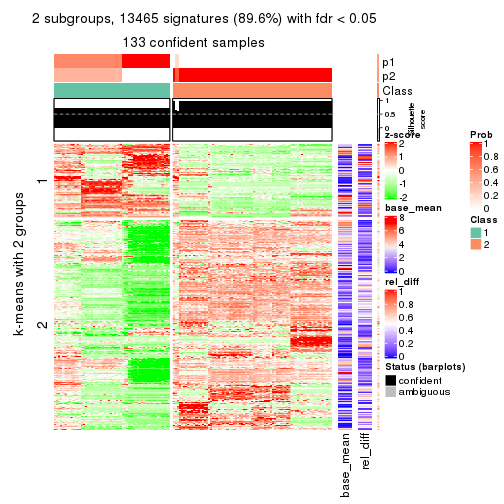 2 subgroups, 13465 signatures (89.6%) with fdr < 0.05
133 confident samples
p1
p2
Class
1
0.5
0
Silhouette
score
k-means with 2 groups
1
2
z-score
2
1
0
-1
-2
base_mean
8
6
4
2
0
rel_diff
1
0.8
0.6
0.4
0.2
0
Status (barplots)
confident
ambiguous
Prob
1
0.8
0.6
0.4
0.2
0
Class
1
2
base_mean
rel_diff